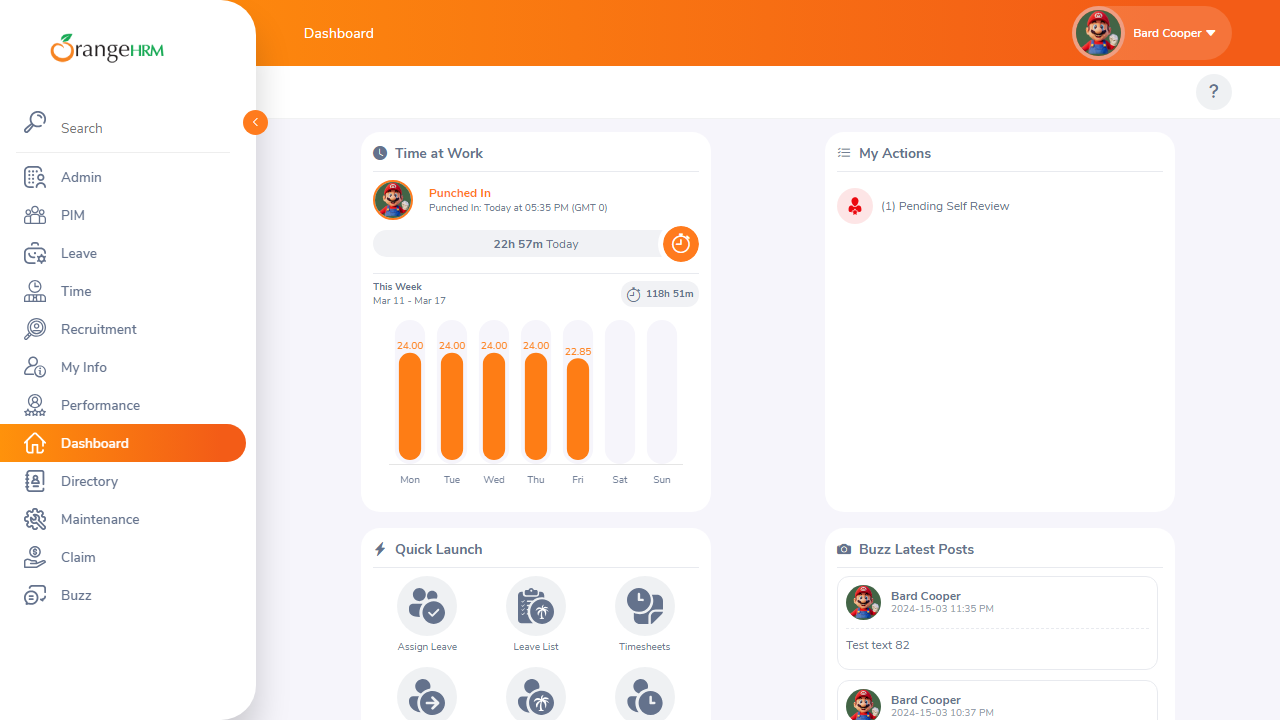 OrangeHRM
Search
Admin
PIM
Leave
Time
Recruitment
My Info
Performance
Dashboard
Directory
Maintenance
Claim
Buzz
Dashboard
Bard Cooper
?
Time at Work
Punched In
Punched In: Today at 05:35 PM (GMT 0)
22h 57m Today
This Week
Mar 11 - Mar 17
118h 51m
24.00 24.00 24.00 24.00 22.85
Mon Tue Wed Thu Fri Sat Sun
My Actions
(1) Pending Self Review
Quick Launch
Assign Leave Leave List Timesheets
Buzz Latest Posts
Bard Cooper
2024-15-03 11:35 PM
Test text 82
Bard Cooper
2024-15-03 10:37 PM